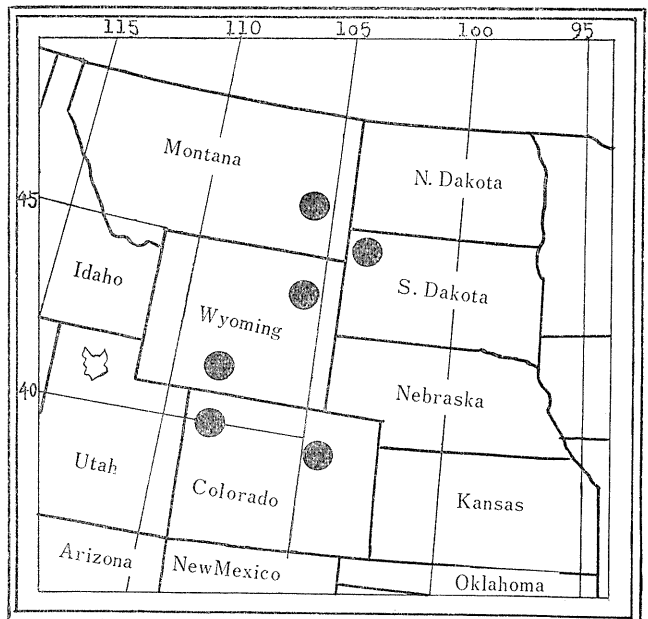 115 110 105 100 95
Montana
N. Dakota
45
Idaho
S. Dakota
Wyoming
40
Nebraska
Utah
Colorado
Kansas
Arizona
NewMexico
Oklahoma